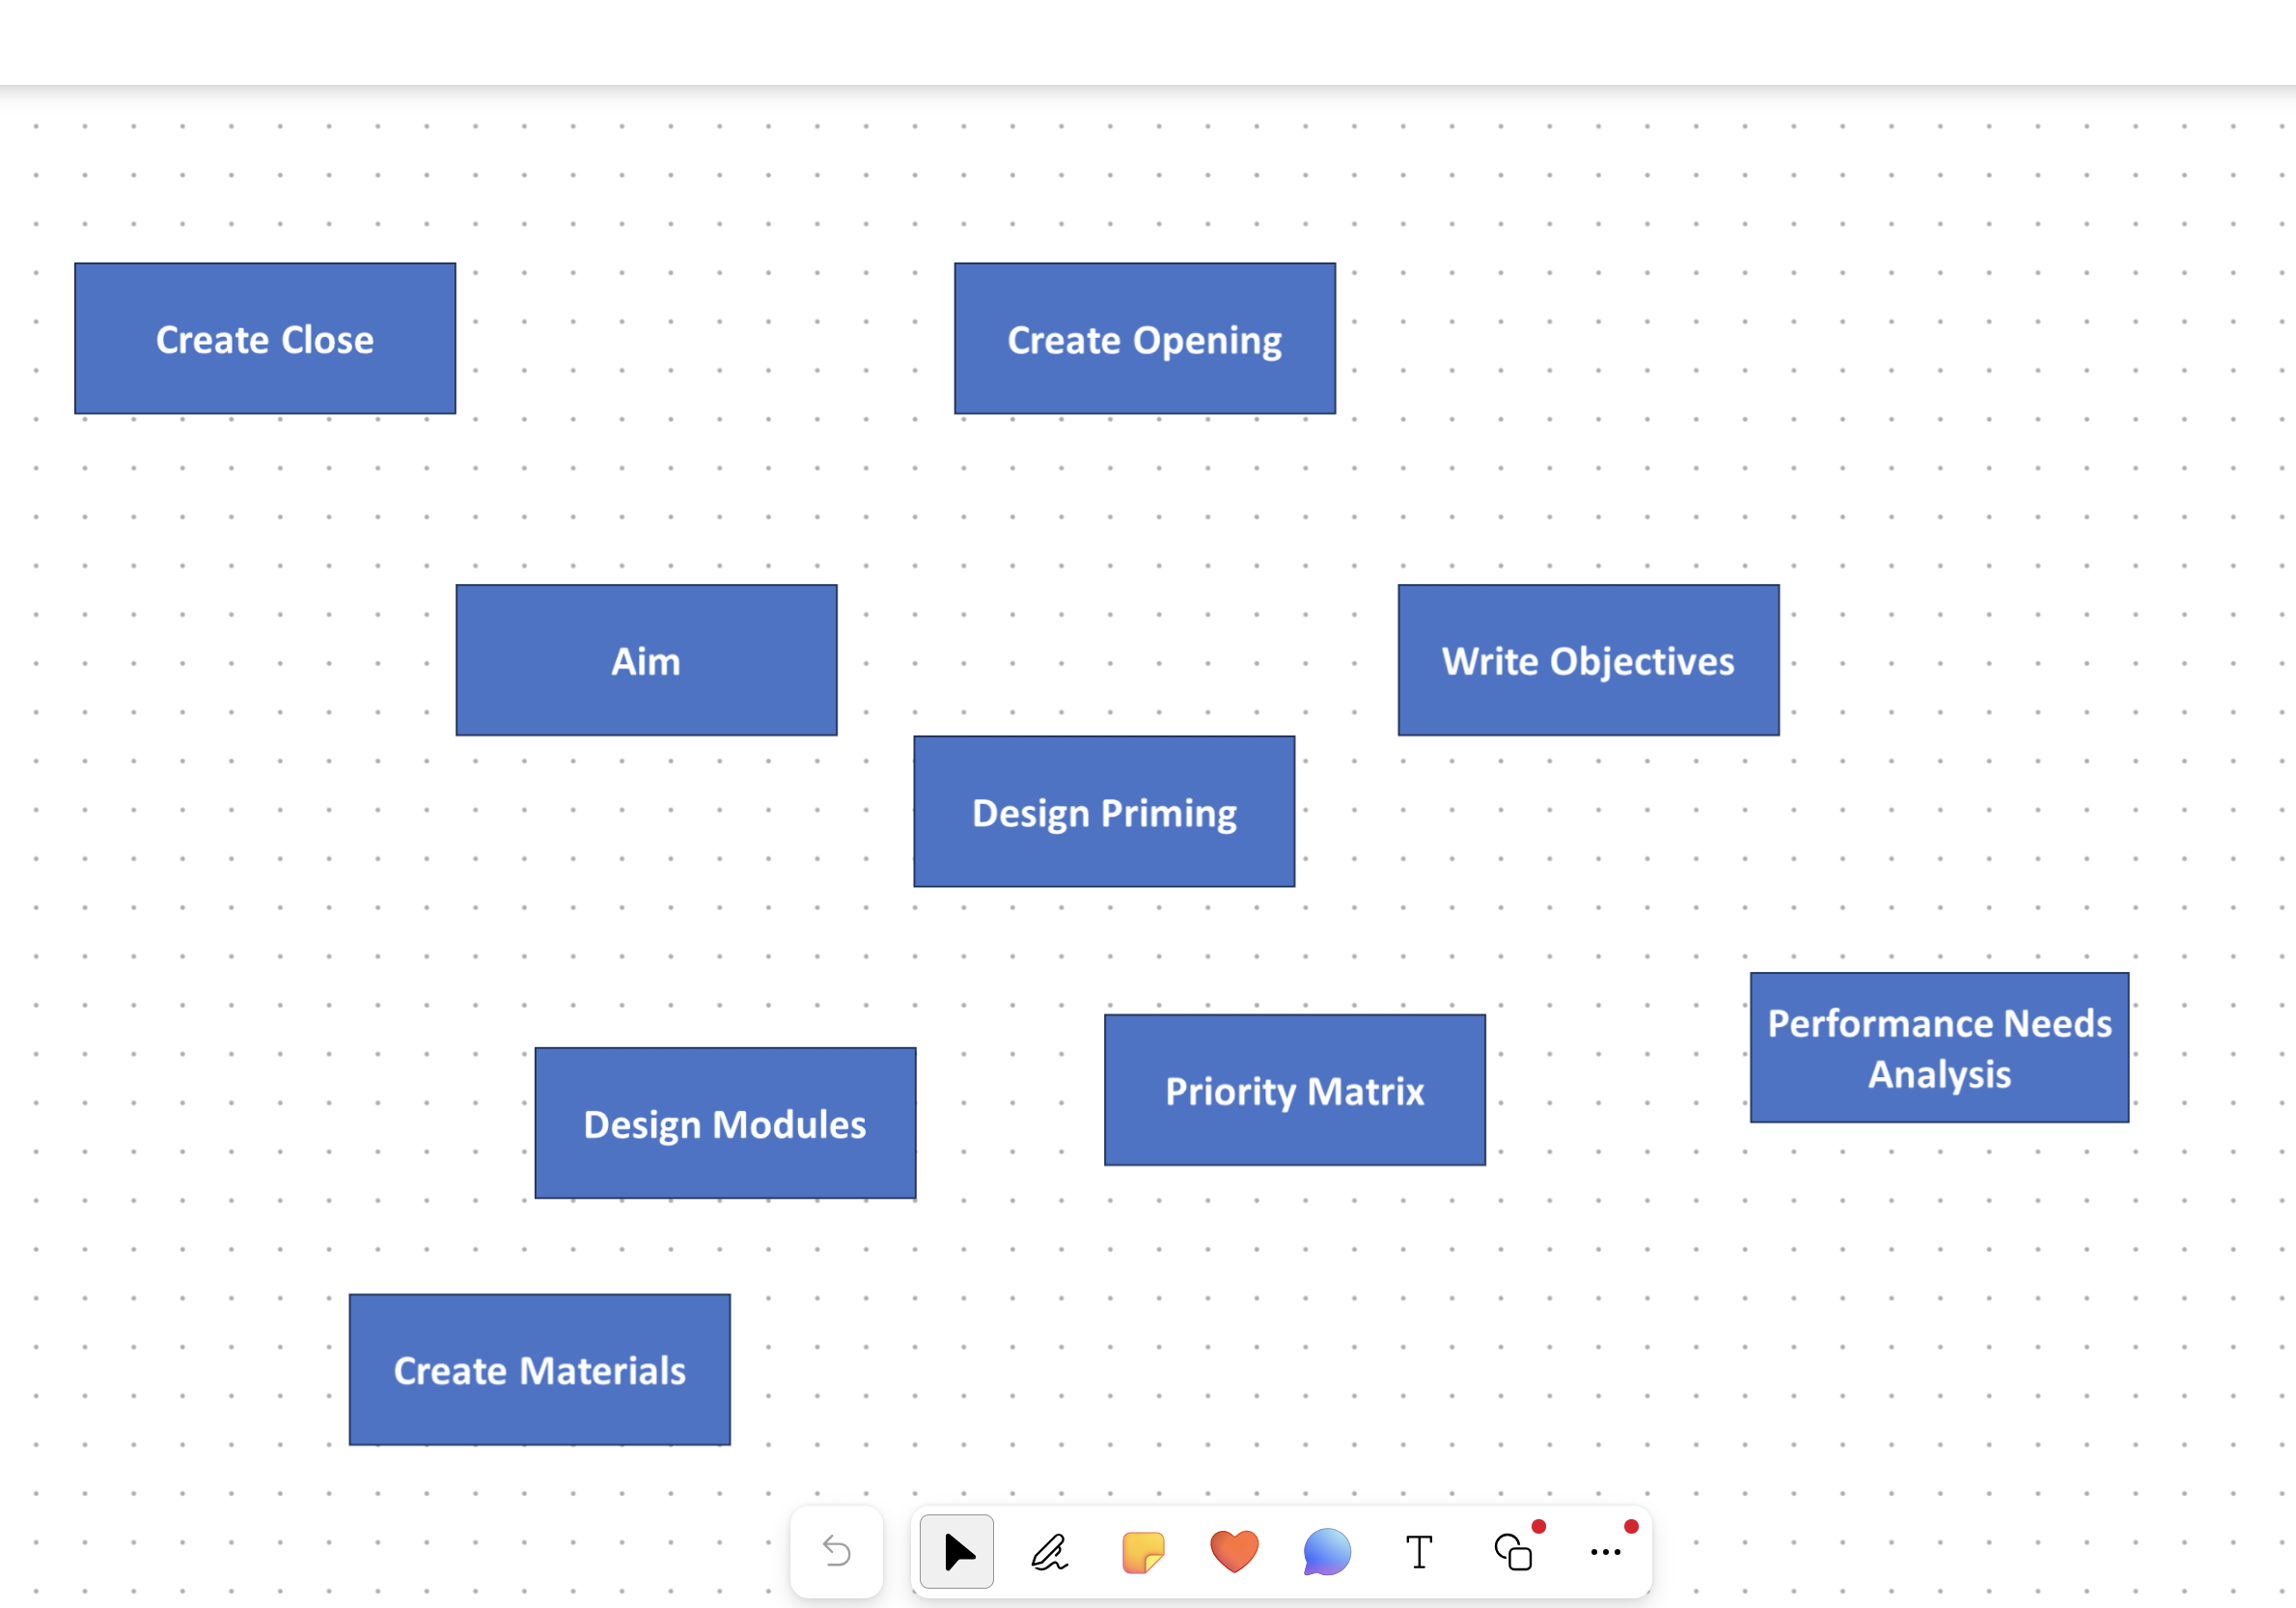 Create Close
Create Opening
Aim
Write Objectives
Design Priming
Performance Needs
Analysis
Priority Matrix
Design Modules
Create Materials